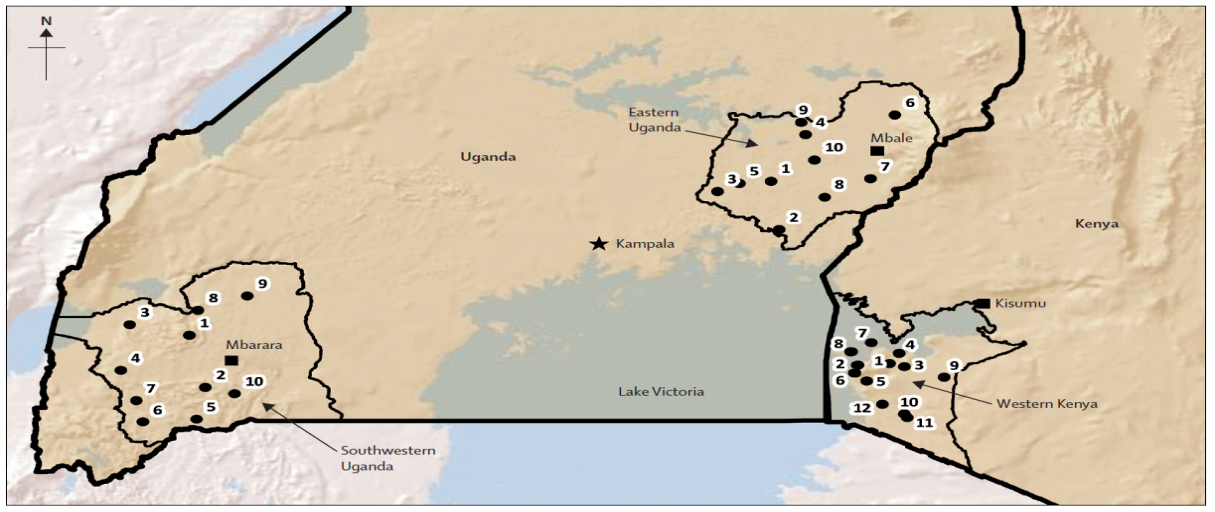 N
9
6
4
Eastern
Uganda
Mbale
10
Uganda
3
5
1
7
8
2
Kenya
Kampala
9
8
Kisumu
3
1
Mbarara
7
4
8
4
2
1
3
9
6
5
2
10
7
Lake Victoria
12
10
Western Kenya
6
5
11
Southwestern
Uganda